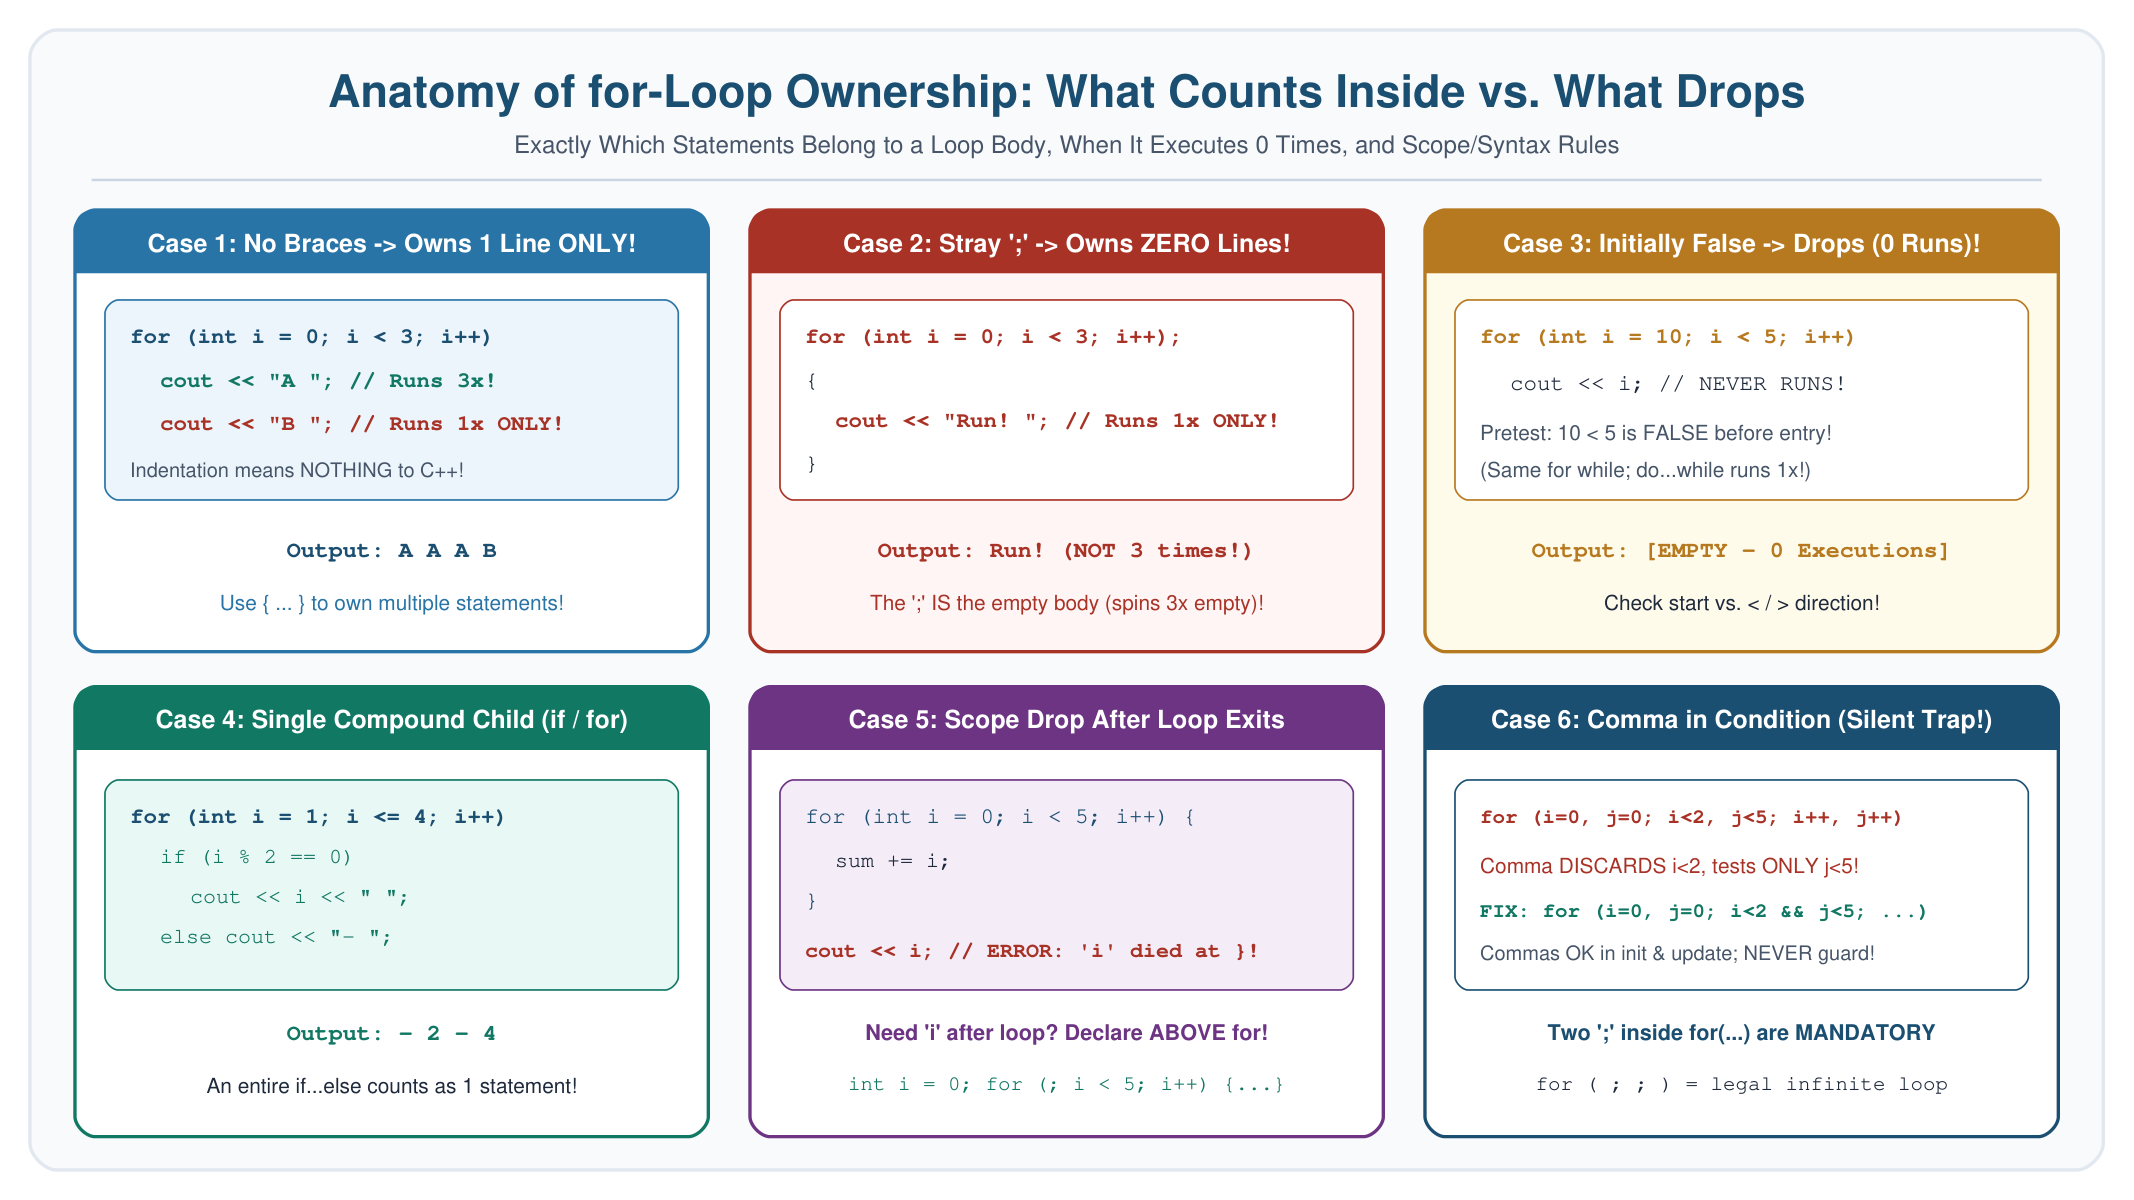 Anatomy of for-Loop Ownership: What Counts Inside vs. What Drops
Exactly Which Statements Belong to a Loop Body, When It Executes 0 Times, and Scope/Syntax Rules
Case 1: No Braces -> Owns 1 Line ONLY!
for (int i = 0; i < 3; i++)
cout << "A "; // Runs 3x!
cout << "B "; // Runs 1x ONLY!
Indentation means NOTHING to C++!
Output: A A A B
Use { ... } to own multiple statements!
Case 2: Stray ';' -> Owns ZERO Lines!
for (int i = 0; i < 3; i++);
{
cout << "Run! "; // Runs 1x ONLY!
}
Output: Run! (NOT 3 times!)
The ';' IS the empty body (spins 3x empty)!
Case 3: Initially False -> Drops (0 Runs)!
for (int i = 10; i < 5; i++)
cout << i; // NEVER RUNS!
Pretest: 10 < 5 is FALSE before entry!
(Same for while; do...while runs 1x!)
Output: [EMPTY – 0 Executions]
Check start vs. < / > direction!
Case 4: Single Compound Child (if / for)
for (int i = 1; i <= 4; i++)
if (i % 2 == 0)
cout << i << " ";
else cout << "– ";
Output: – 2 – 4
An entire if...else counts as 1 statement!
Case 5: Scope Drop After Loop Exits
for (int i = 0; i < 5; i++) {
sum += i;
}
cout << i; // ERROR: 'i' died at }!
Need 'i' after loop? Declare ABOVE for!
int i = 0; for (; i < 5; i++) {...}
Case 6: Comma in Condition (Silent Trap!)
for (i=0, j=0; i<2, j<5; i++, j++)
Comma DISCARDS i<2, tests ONLY j<5!
FIX: for (i=0, j=0; i<2 && j<5; ...)
Commas OK in init & update; NEVER guard!
Two ';' inside for(...) are MANDATORY
for ( ; ; ) = legal infinite loop